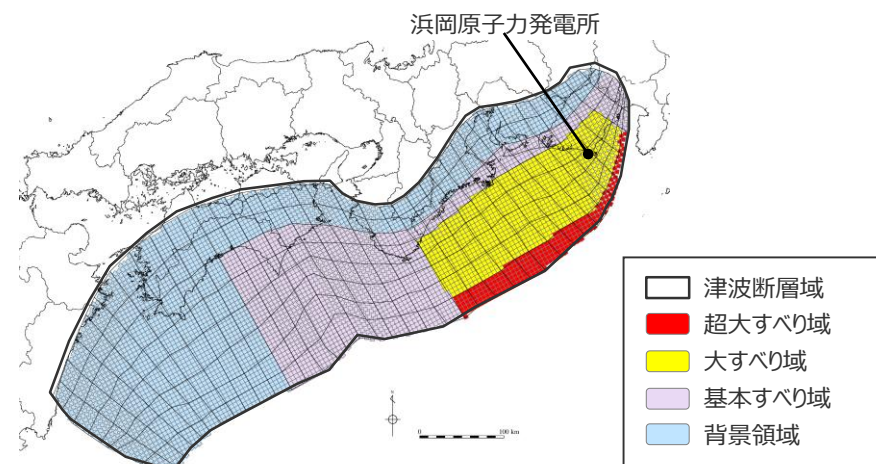 浜岡原子力発電所
N
0 100 km
津波断層域
超大すべり域
大すべり域
基本すべり域
背景領域